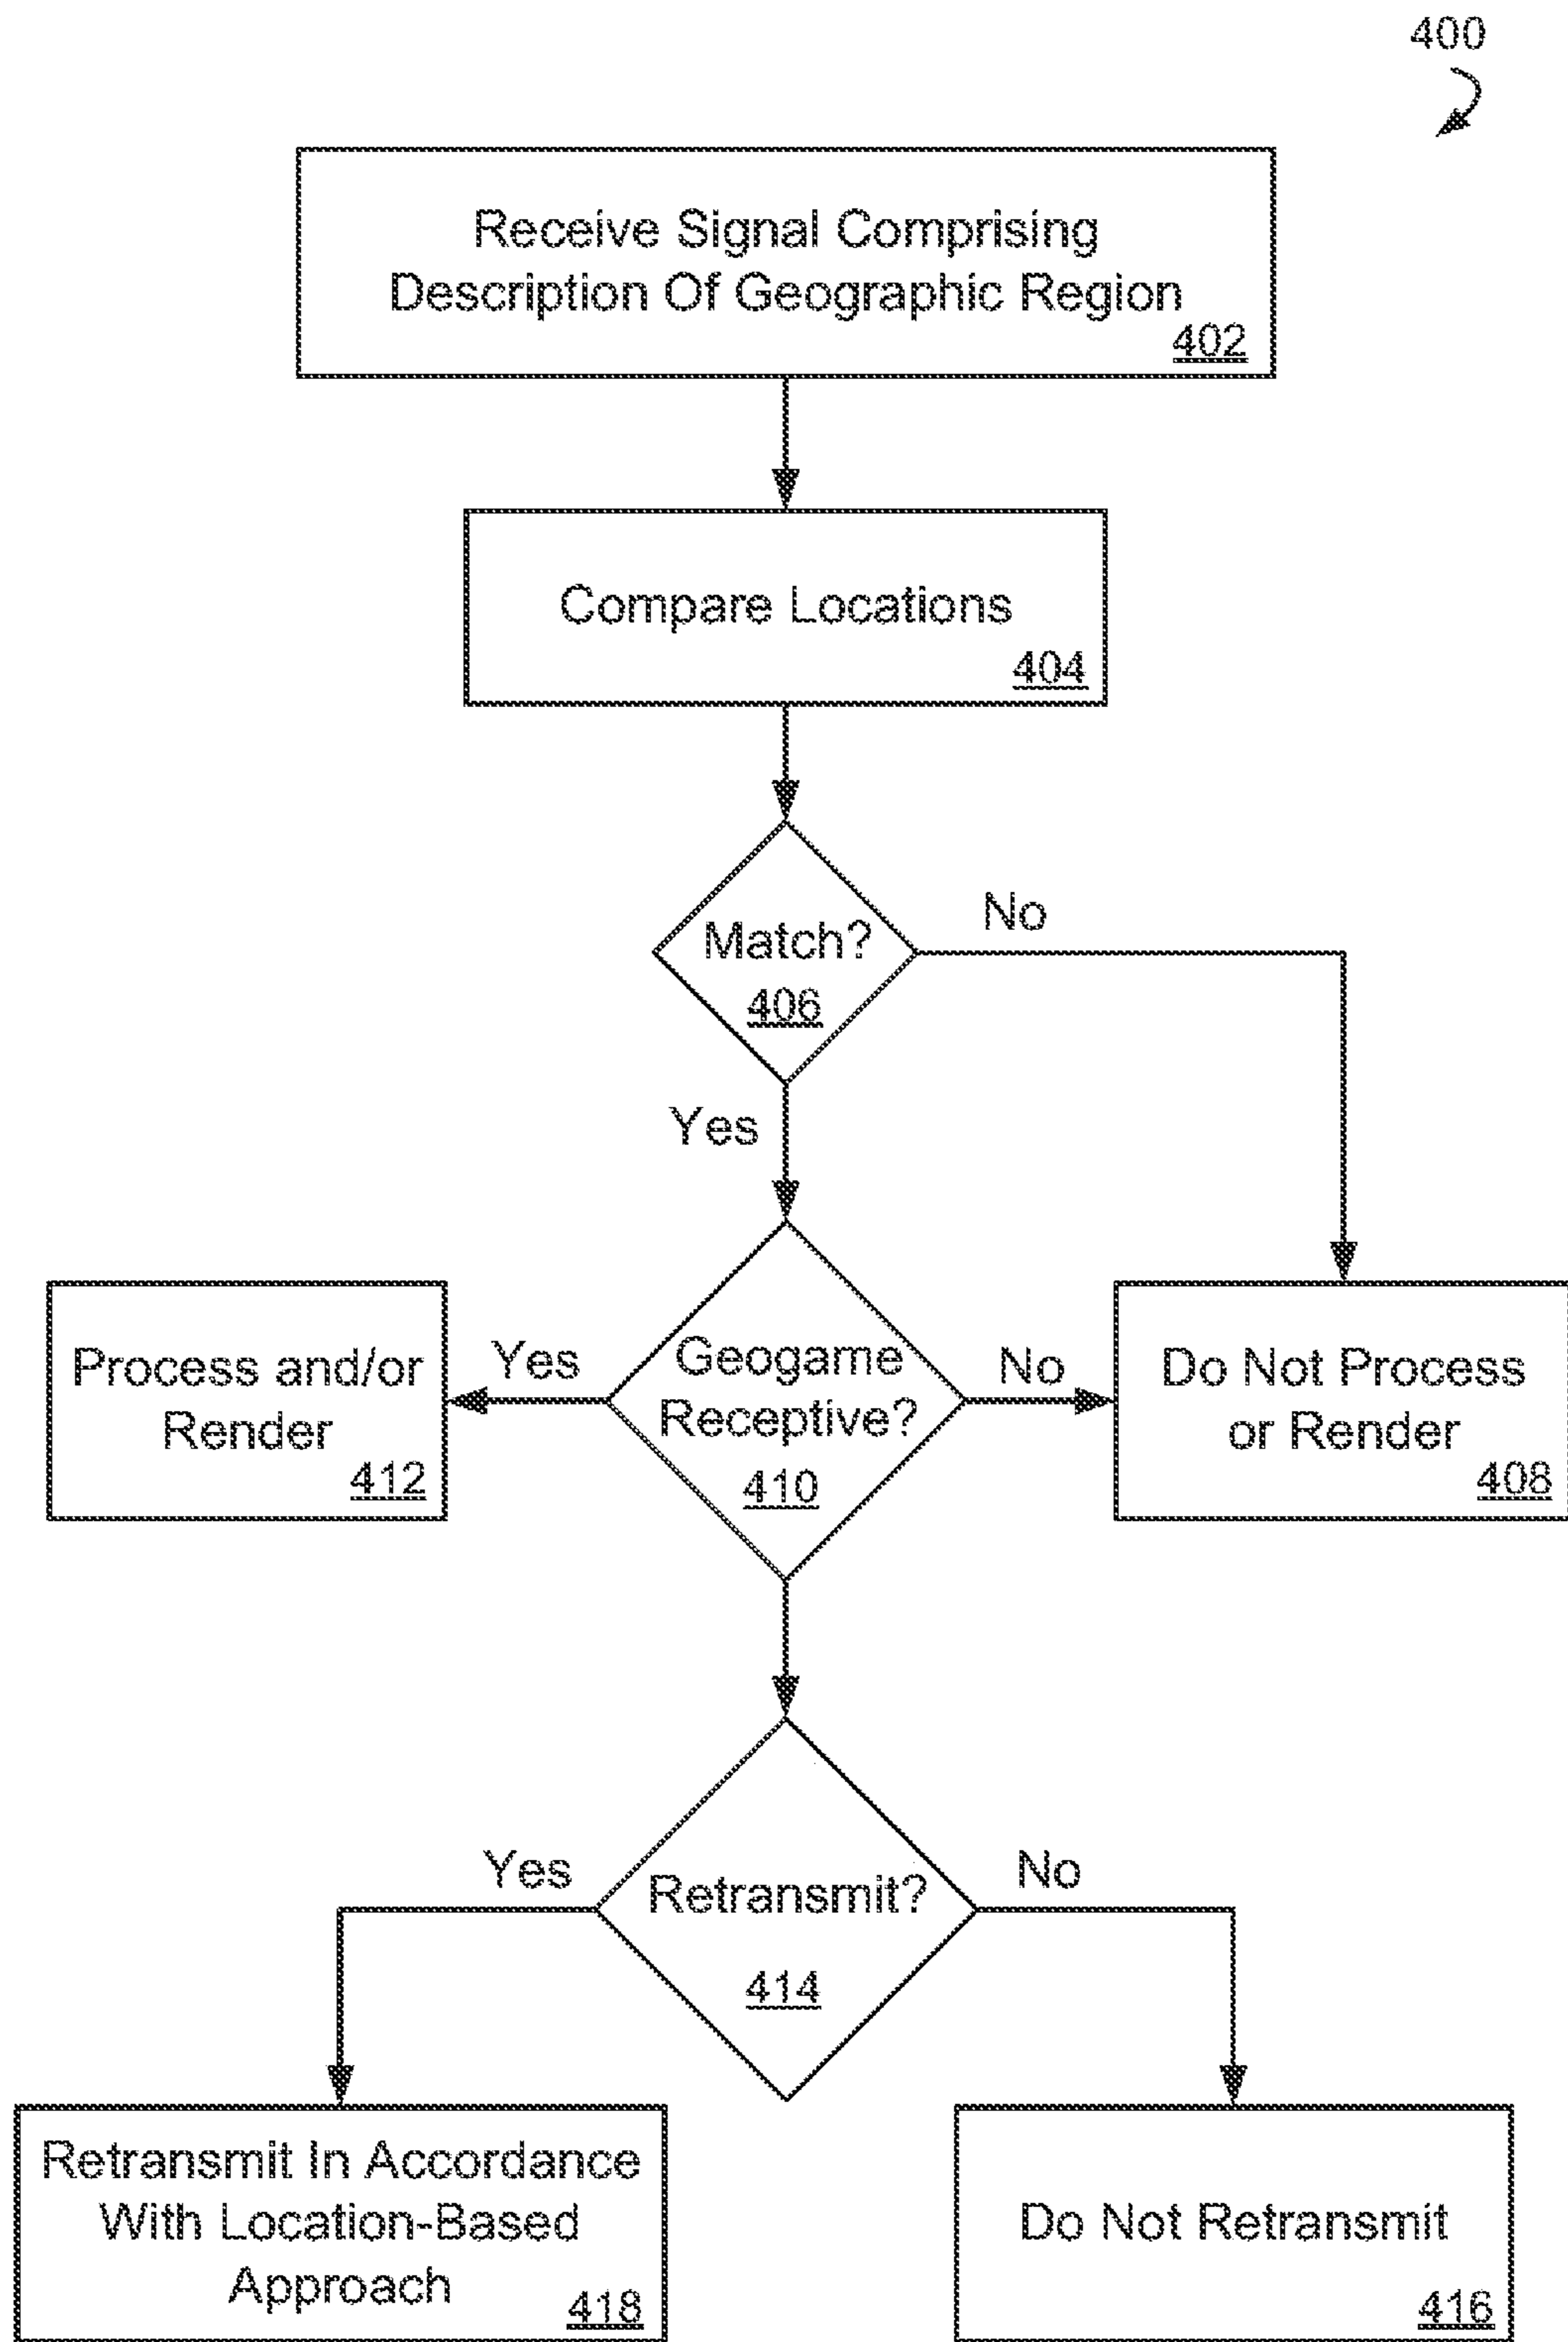 400
Receive Signal Comprising
Description Of Geographic Region
402
Compare Locations
404
Match?
406
No
Yes
Process and/or
Render
412
Yes
Geogame
Receptive?
410
No
Do Not Process
or Render
408
Yes
Retransmit?
414
No
Retransmit In Accordance
With Location-Based
Approach
418
Do Not Retransmit
416